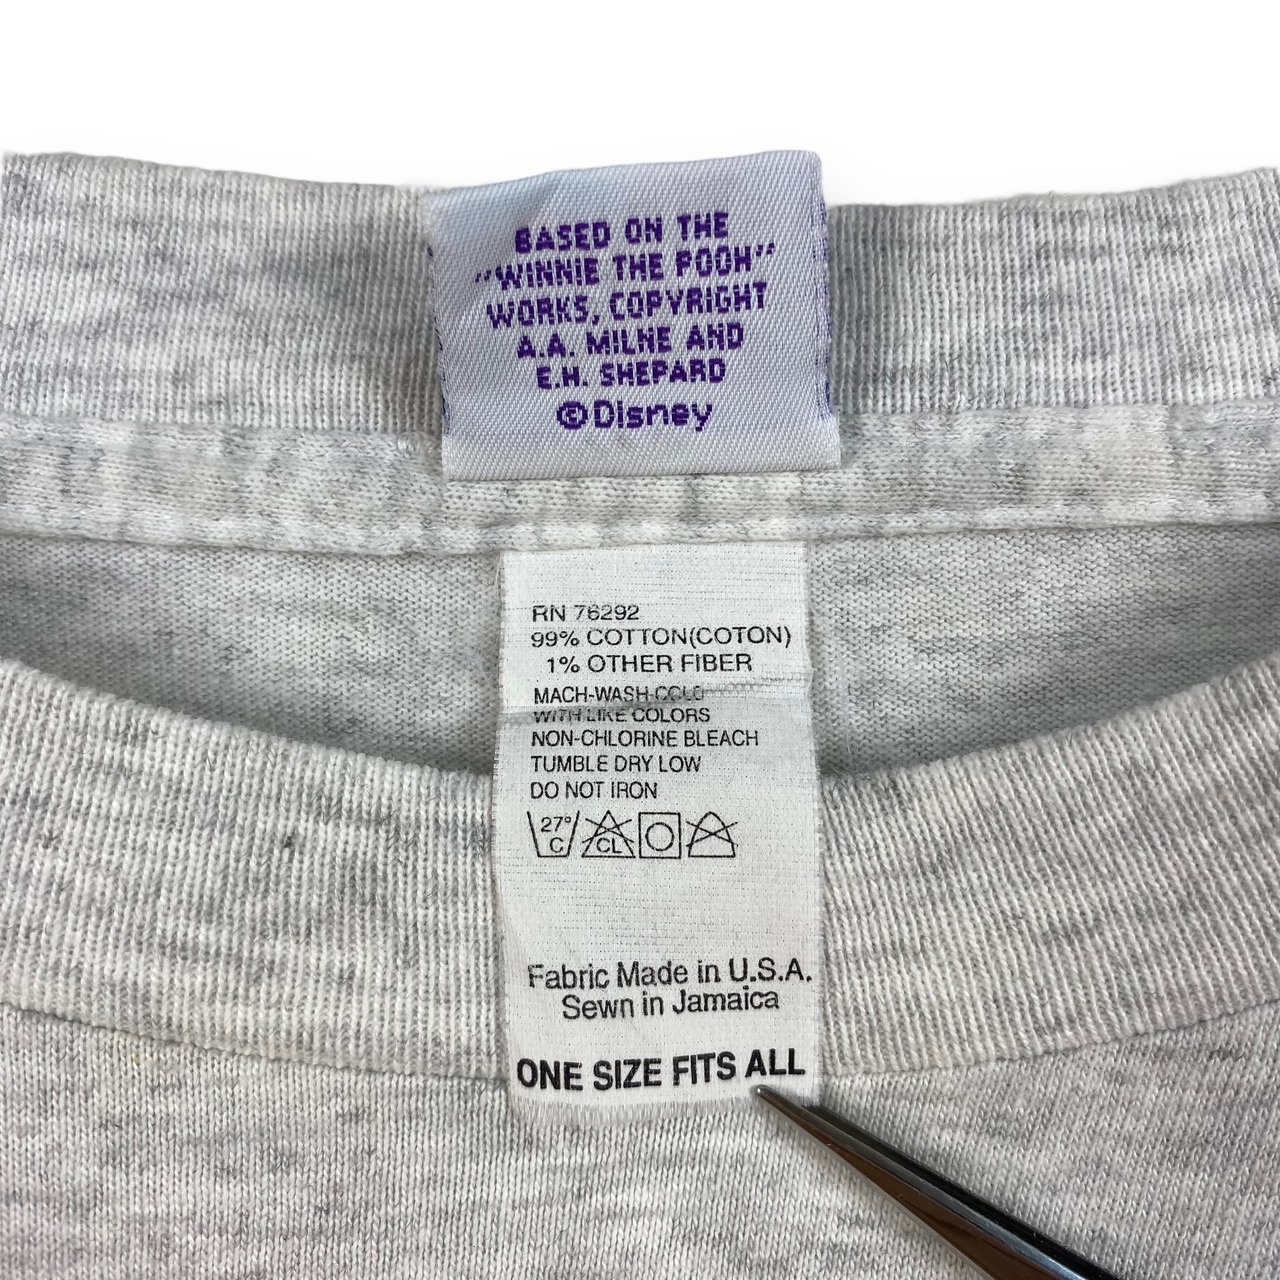 BASED ON THE
"WINNIE THE POOH"
WORKS, COPYRIGHT
A.A. MILNE AND
E.H. SHEPARD
©Disney
RN 76292
99% COTTON(COTON)
1% OTHER FIBER
MACH-WASH-COLD
WITH LIKE COLORS
NON-CHLORINE BLEACH
TUMBLE DRY LOW
DO NOT IRON
27°
C CL
Fabric Made in U.S.A.
Sewn in Jamaica
ONE SIZE FITS ALL